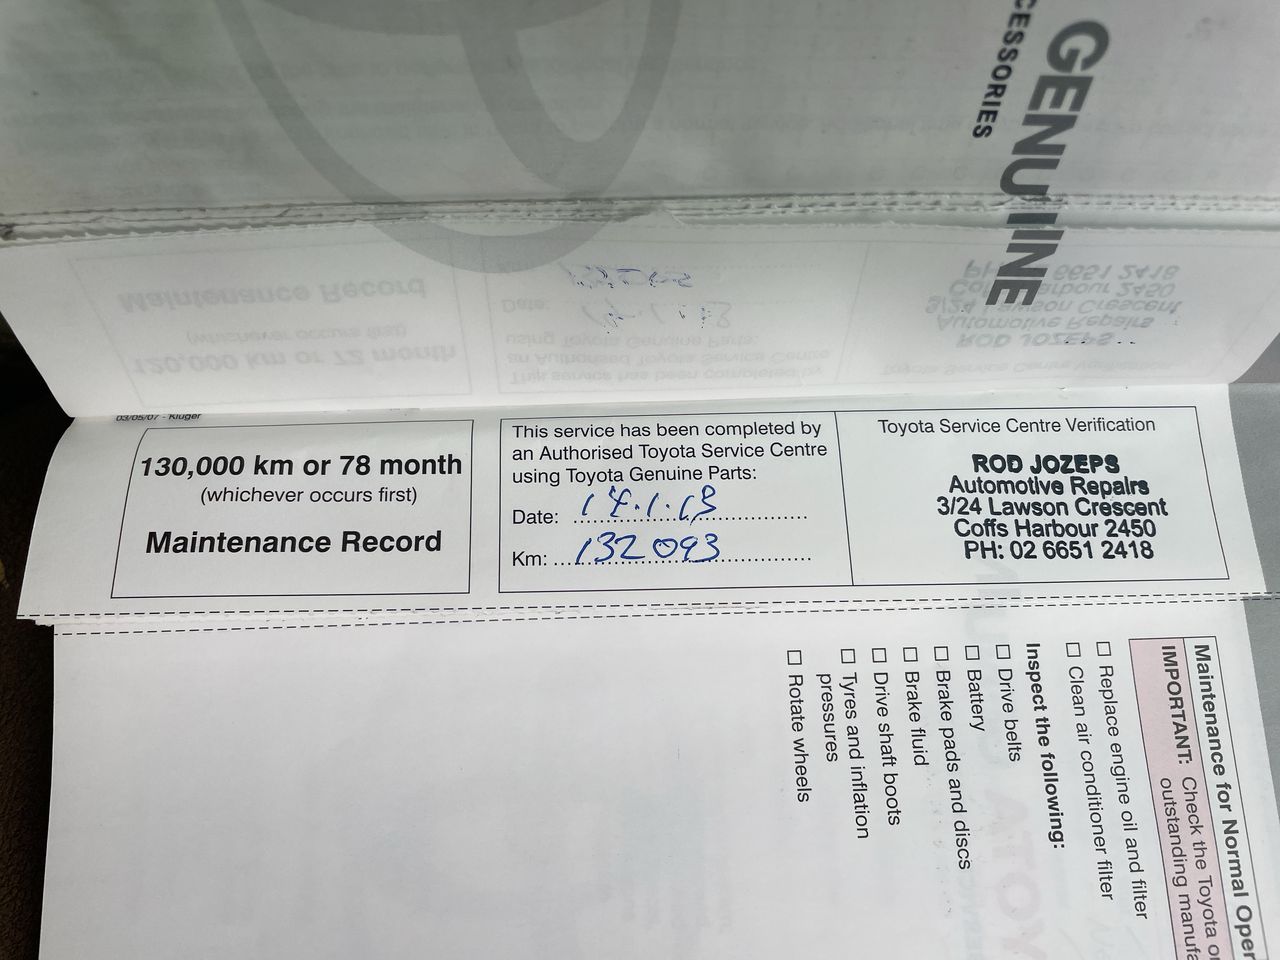 GENUINE
CESSORIES
03/05/07 - Kluger
130,000 km or 78 month
(whichever occurs first)
Maintenance Record
This service has been completed by
an Authorised Toyota Service Centre
using Toyota Genuine Parts:
Date: 14.1.13
Km: 132 093
Toyota Service Centre Verification
ROD JOZEPS
Automotive Repairs
3/24 Lawson Crescent
Coffs Harbour 2450
PH: 02 6651 2418
Maintenance for Normal Oper
IMPORTANT: Check the Toyota
outstanding manufa
☐ Replace engine oil and filter
☐ Clean air conditioner filter
Inspect the following:
☐ Drive belts
☐ Battery
☐ Brake pads and discs
☐ Brake fluid
☐ Drive shaft boots
☐ Tyres and inflation
pressures
☐ Rotate wheels